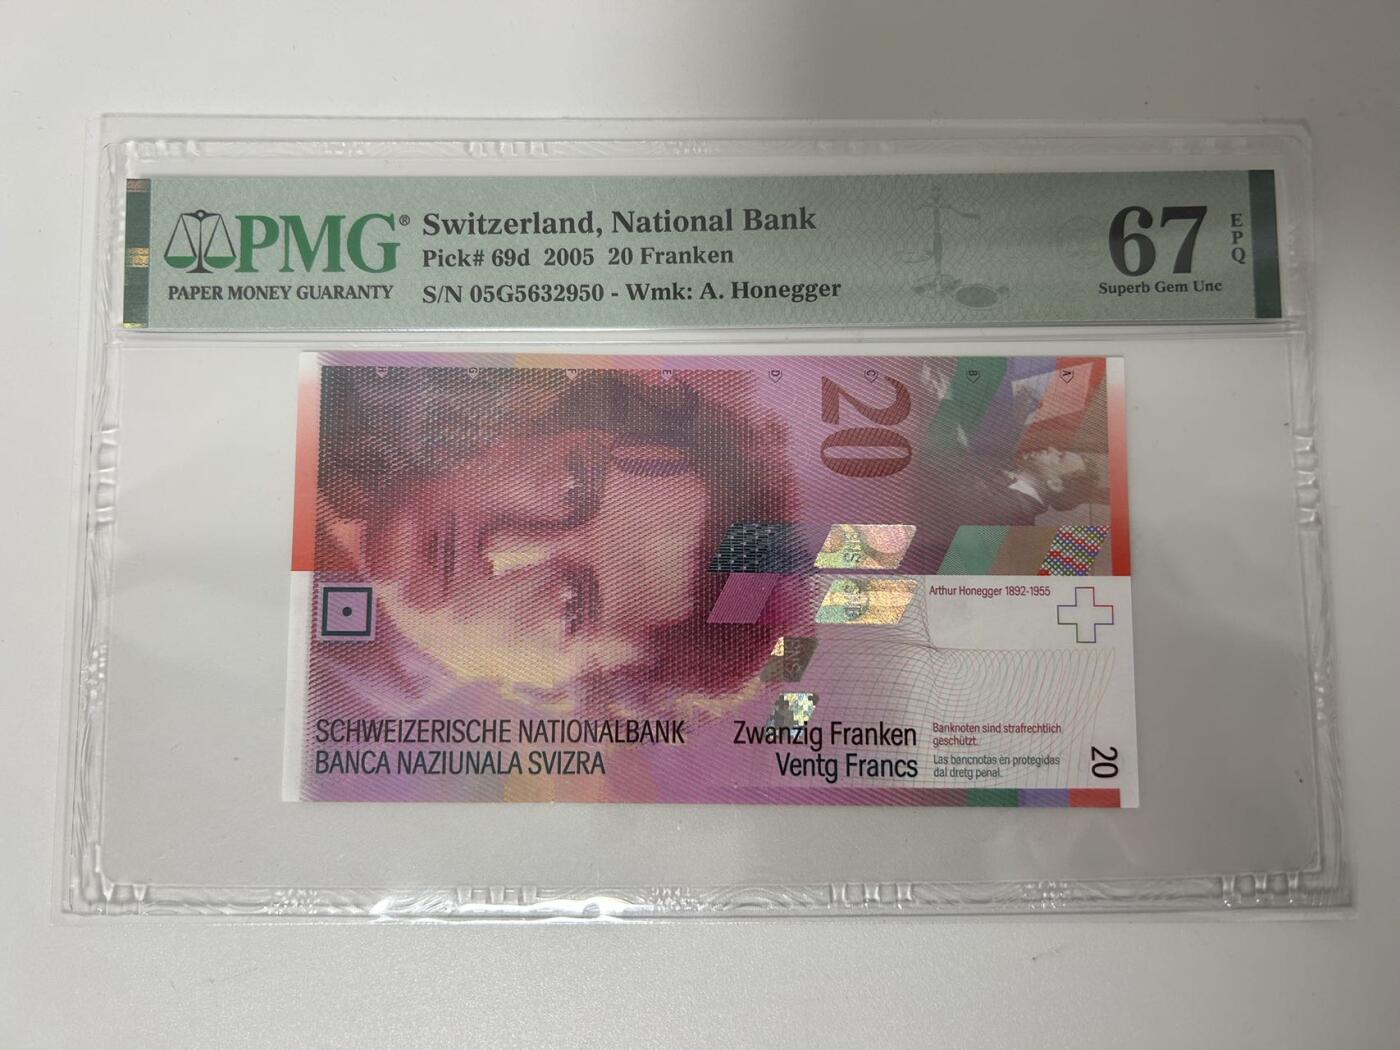 PMG®
PAPER MONEY GUARANTY
Switzerland, National Bank
Pick# 69d 2005 20 Franken
S/N 05G5632950 - Wmk: A. Honegger
67
EPQ
Superb Gem Unc
H G F E D C B A
20
Arthur Honegger 1892-1955
SCHWEIZERISCHE NATIONALBANK
BANCA NAZIUNALA SVIZRA
Zwanzig Franken
Ventg Francs
Banknoten sind strafrechtlich
geschützt.
Las bancnotas èn protegidas
dal dretg penal.
20